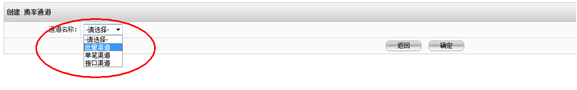 创建 费率通道
通道名称： -请选择-
-请选择-
批量渠道
单笔渠道
接口渠道
返回 确定